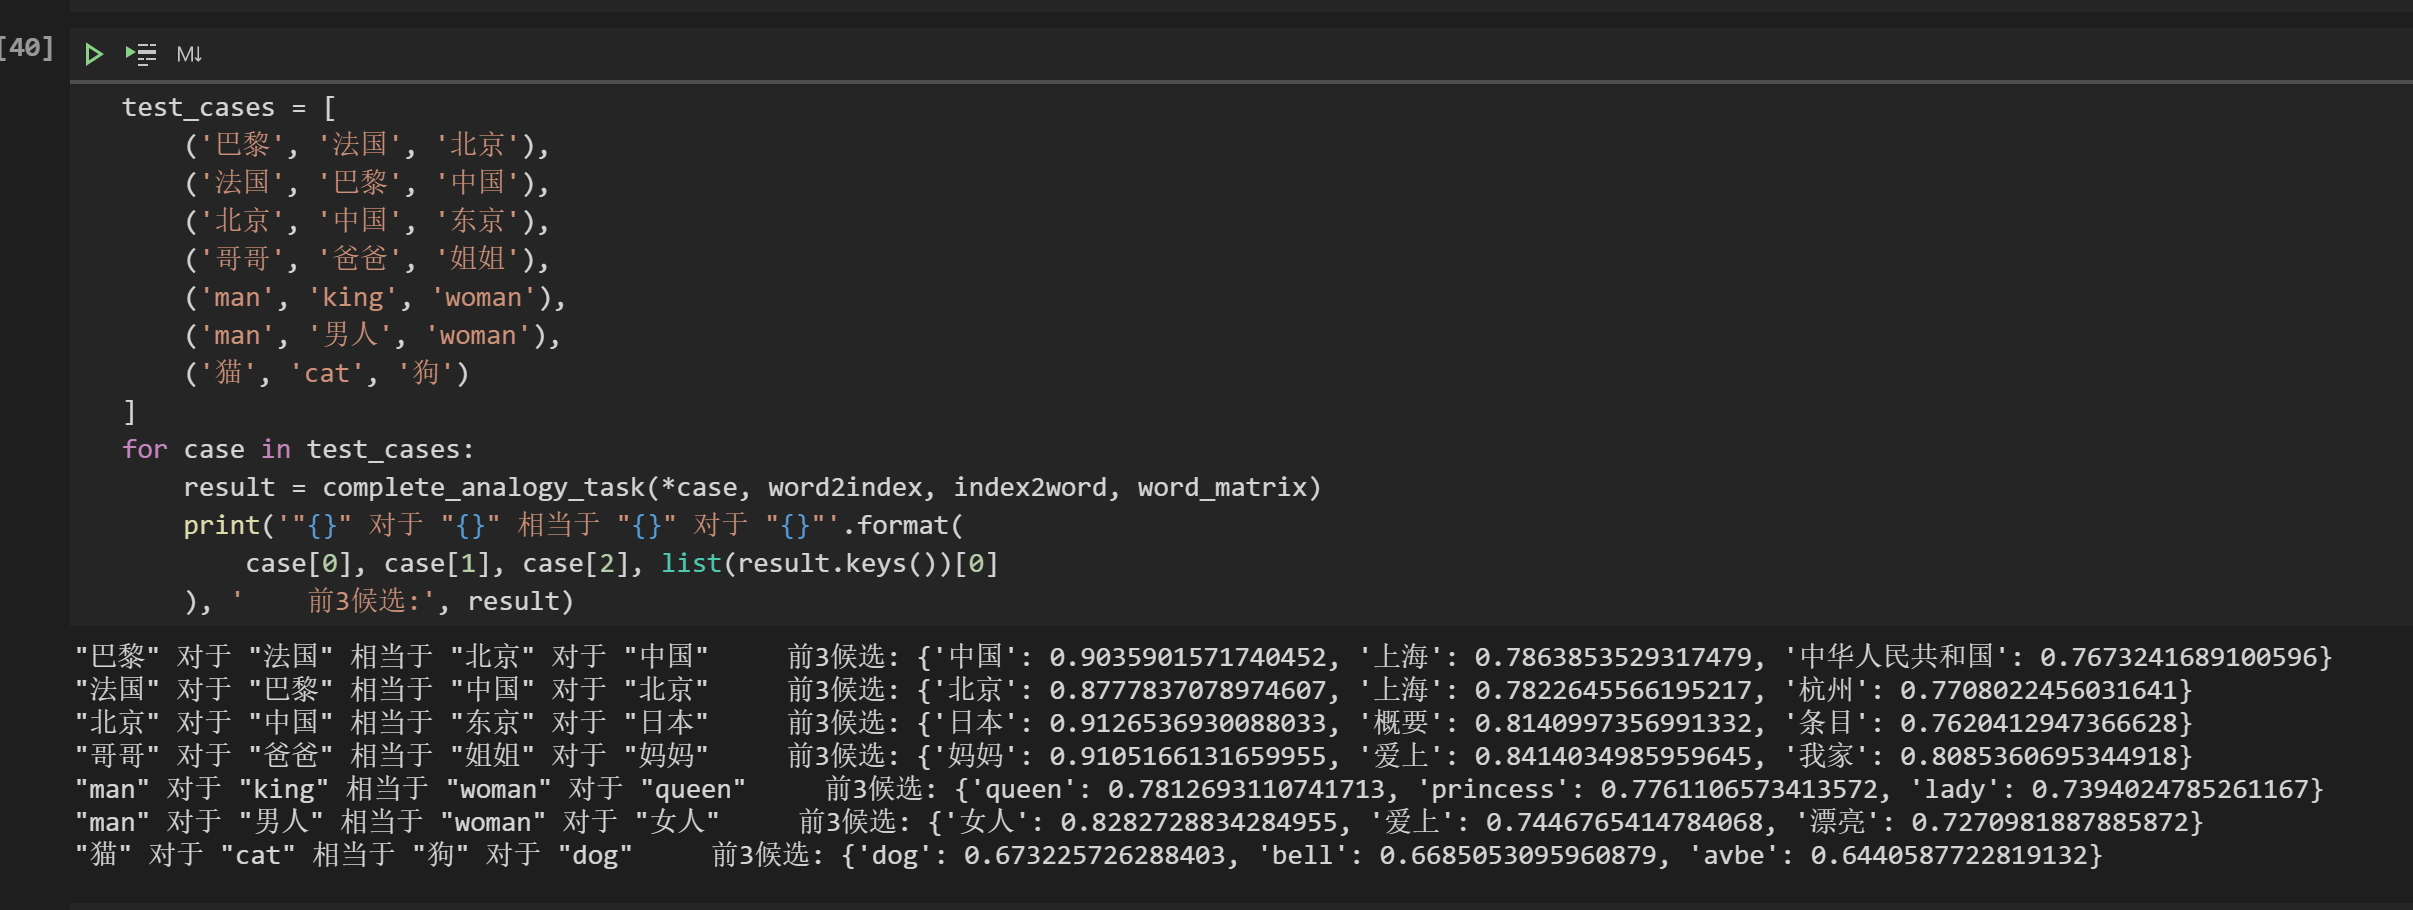 [40]
M↓
test_cases = [
    ('巴黎', '法国', '北京'),
    ('法国', '巴黎', '中国'),
    ('北京', '中国', '东京'),
    ('哥哥', '爸爸', '姐姐'),
    ('man', 'king', 'woman'),
    ('man', '男人', 'woman'),
    ('猫', 'cat', '狗')
]
for case in test_cases:
    result = complete_analogy_task(*case, word2index, index2word, word_matrix)
    print('"{}" 对于 "{}" 相当于 "{}" 对于 "{}"'.format(
        case[0], case[1], case[2], list(result.keys())[0]
    ), '    前3候选:', result)
"巴黎" 对于 "法国" 相当于 "北京" 对于 "中国"     前3候选: {'中国': 0.9035901571740452, '上海': 0.7863853529317479, '中华人民共和国': 0.7673241689100596}
"法国" 对于 "巴黎" 相当于 "中国" 对于 "北京"     前3候选: {'北京': 0.8777837078974607, '上海': 0.7822645566195217, '杭州': 0.7708022456031641}
"北京" 对于 "中国" 相当于 "东京" 对于 "日本"     前3候选: {'日本': 0.9126536930088033, '概要': 0.8140997356991332, '条目': 0.7620412947366628}
"哥哥" 对于 "爸爸" 相当于 "姐姐" 对于 "妈妈"     前3候选: {'妈妈': 0.9105166131659955, '爱上': 0.8414034985959645, '我家': 0.8085360695344918}
"man" 对于 "king" 相当于 "woman" 对于 "queen"     前3候选: {'queen': 0.7812693110741713, 'princess': 0.7761106573413572, 'lady': 0.7394024785261167}
"man" 对于 "男人" 相当于 "woman" 对于 "女人"     前3候选: {'女人': 0.8282728834284955, '爱上': 0.7446765414784068, '漂亮': 0.7270981887885872}
"猫" 对于 "cat" 相当于 "狗" 对于 "dog"     前3候选: {'dog': 0.673225726288403, 'bell': 0.6685053095960879, 'avbe': 0.6440587722819132}